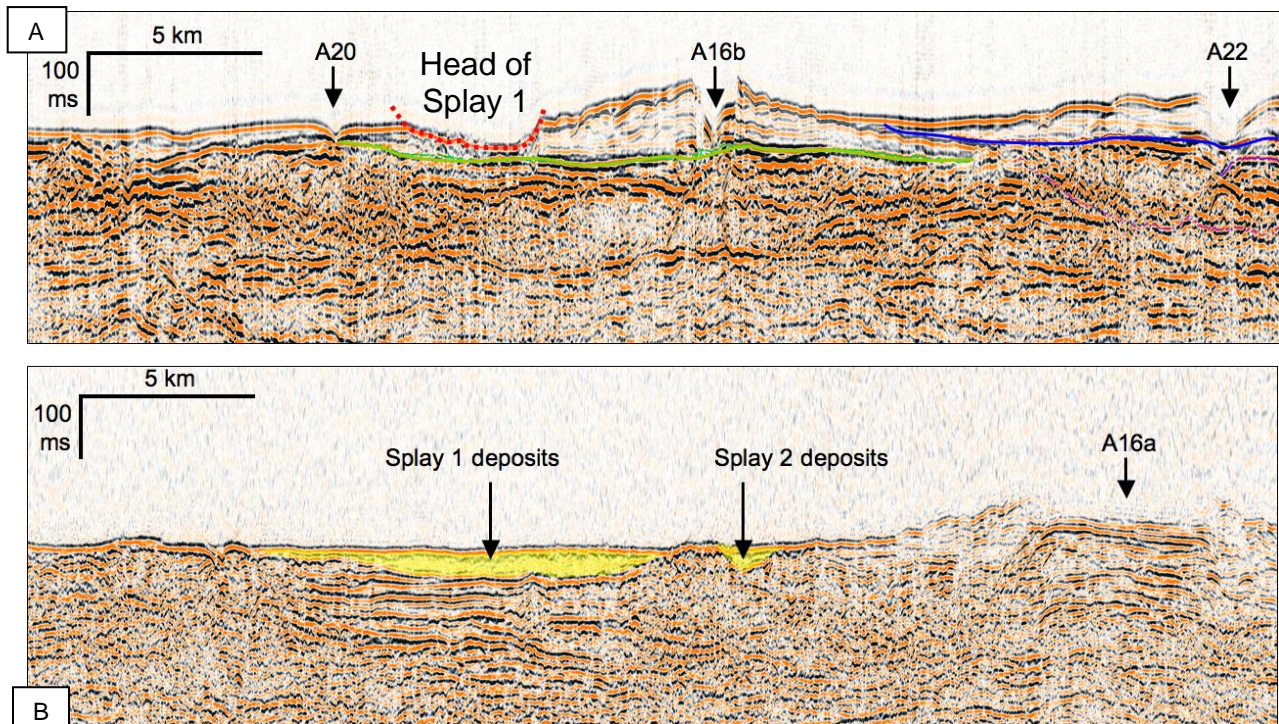 A
5 km
100
ms
A20
Head of
Splay 1
A16b
A22
5 km
100
ms
Splay 1 deposits
Splay 2 deposits
A16a
B